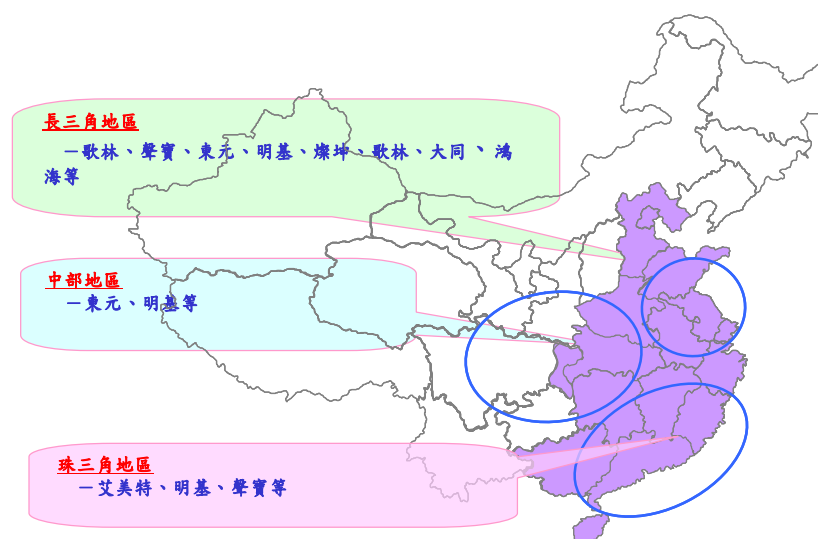 長三角地區
－歌林、聲寶、東元、明基、燦坤、歌林、大同、鴻
海等
中部地區
－東元、明基等
珠三角地區
－艾美特、明基、聲寶等